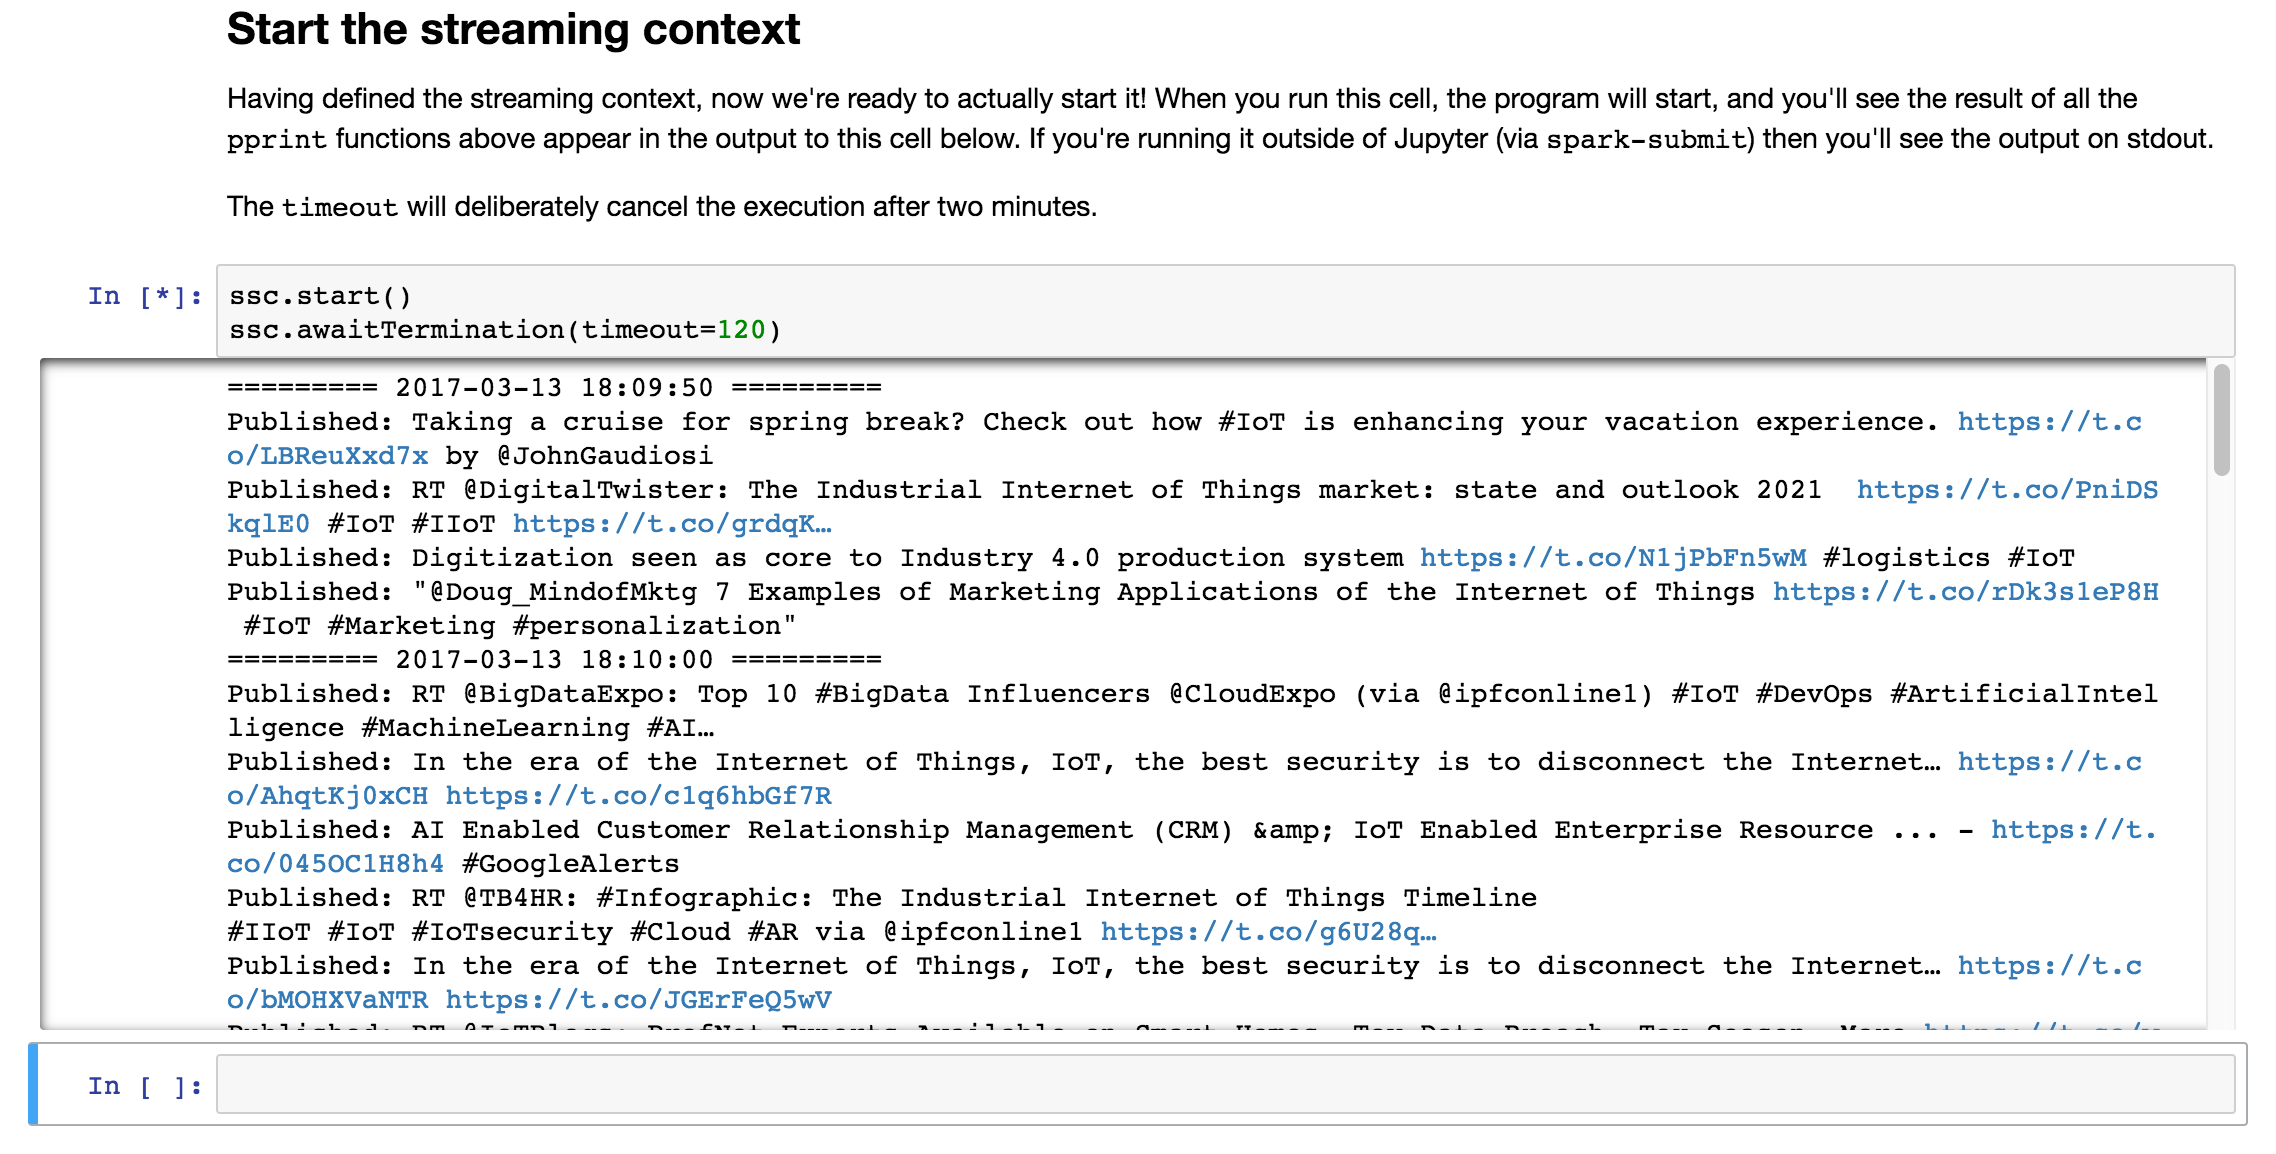 Start the streaming context
Having defined the streaming context, now we're ready to actually start it! When you run this cell, the program will start, and you'll see the result of all the
pprint functions above appear in the output to this cell below. If you're running it outside of Jupyter (via spark-submit) then you'll see the output on stdout.
The timeout will deliberately cancel the execution after two minutes.
In [*]: ssc.start()
ssc.awaitTermination(timeout=120)
========= 2017-03-13 18:09:50 =========
Published: Taking a cruise for spring break? Check out how #IoT is enhancing your vacation experience. https://t.c
o/LBReuXxd7x by @JohnGaudiosi
Published: RT @DigitalTwister: The Industrial Internet of Things market: state and outlook 2021  https://t.co/PniDS
kqlE0 #IoT #IIoT https://t.co/grdqK…
Published: Digitization seen as core to Industry 4.0 production system https://t.co/N1jPbFn5wM #logistics #IoT
Published: "@Doug_MindofMktg 7 Examples of Marketing Applications of the Internet of Things https://t.co/rDk3s1eP8H
#IoT #Marketing #personalization"
========= 2017-03-13 18:10:00 =========
Published: RT @BigDataExpo: Top 10 #BigData Influencers @CloudExpo (via @ipfconline1) #IoT #DevOps #ArtificialIntel
ligence #MachineLearning #AI…
Published: In the era of the Internet of Things, IoT, the best security is to disconnect the Internet… https://t.c
o/AhqtKj0xCH https://t.co/c1q6hbGf7R
Published: AI Enabled Customer Relationship Management (CRM) &amp; IoT Enabled Enterprise Resource ... - https://t.
co/045OC1H8h4 #GoogleAlerts
Published: RT @TB4HR: #Infographic: The Industrial Internet of Things Timeline
#IIoT #IoT #IoTsecurity #Cloud #AR via @ipfconline1 https://t.co/g6U28q…
Published: In the era of the Internet of Things, IoT, the best security is to disconnect the Internet… https://t.c
o/bMOHXVaNTR https://t.co/JGErFeQ5wV
In [ ]: